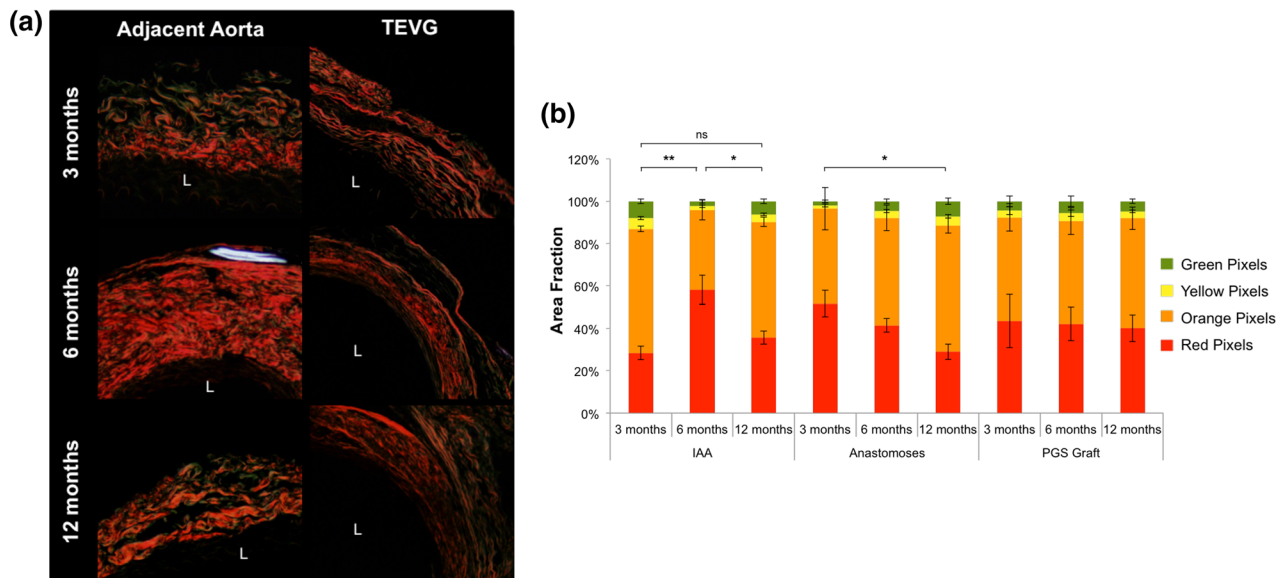 (a)
Adjacent Aorta TEVG
3 months
L L
6 months
L L
12 months
L L
(b)
ns
** * *
120%
100%
80%
60%
40%
20%
0%
Area Fraction
3 months 6 months 12 months 3 months 6 months 12 months 3 months 6 months 12 months
IAA Anastomoses PGS Graft
Green Pixels
Yellow Pixels
Orange Pixels
Red Pixels